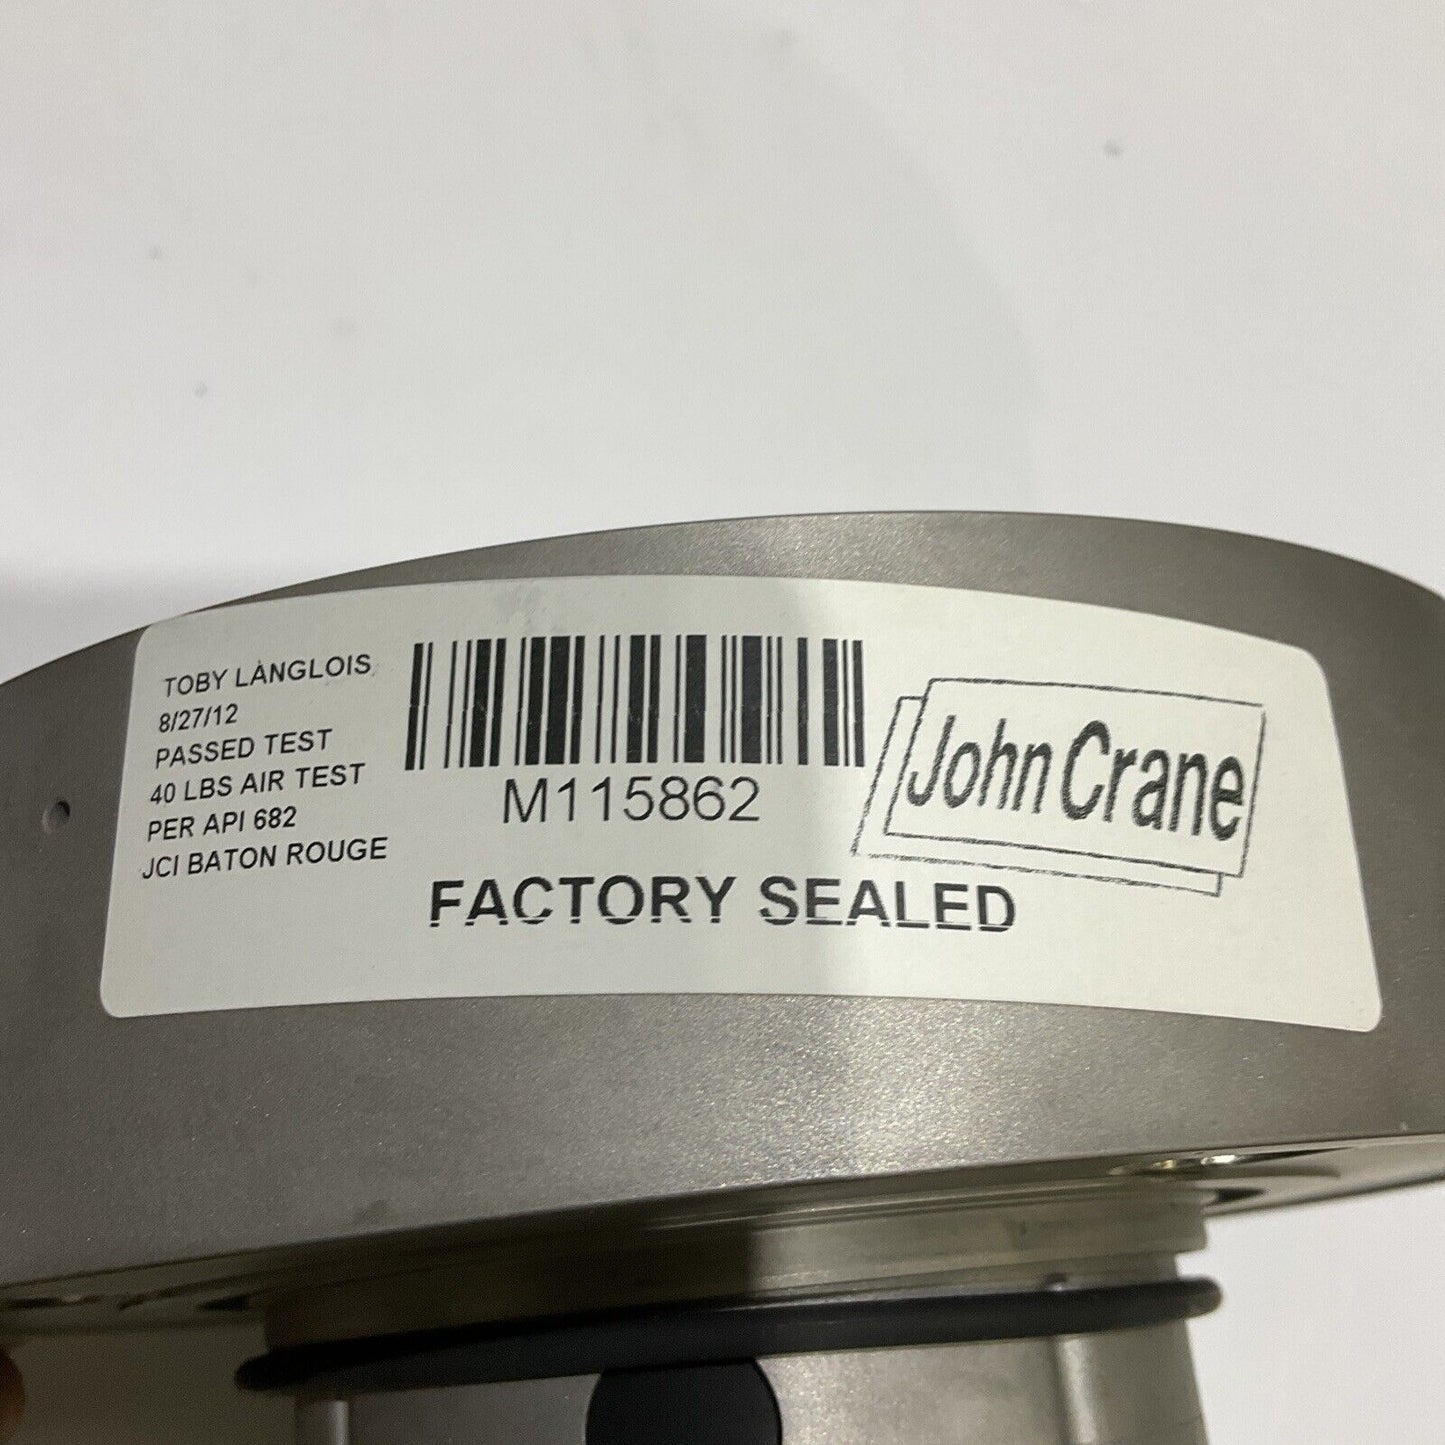 TOBY LANGLOIS
8/27/12
PASSED TEST
40 LBS AIR TEST
PER API 682
JCI BATON ROUGE
M115862
John Crane
FACTORY SEALED